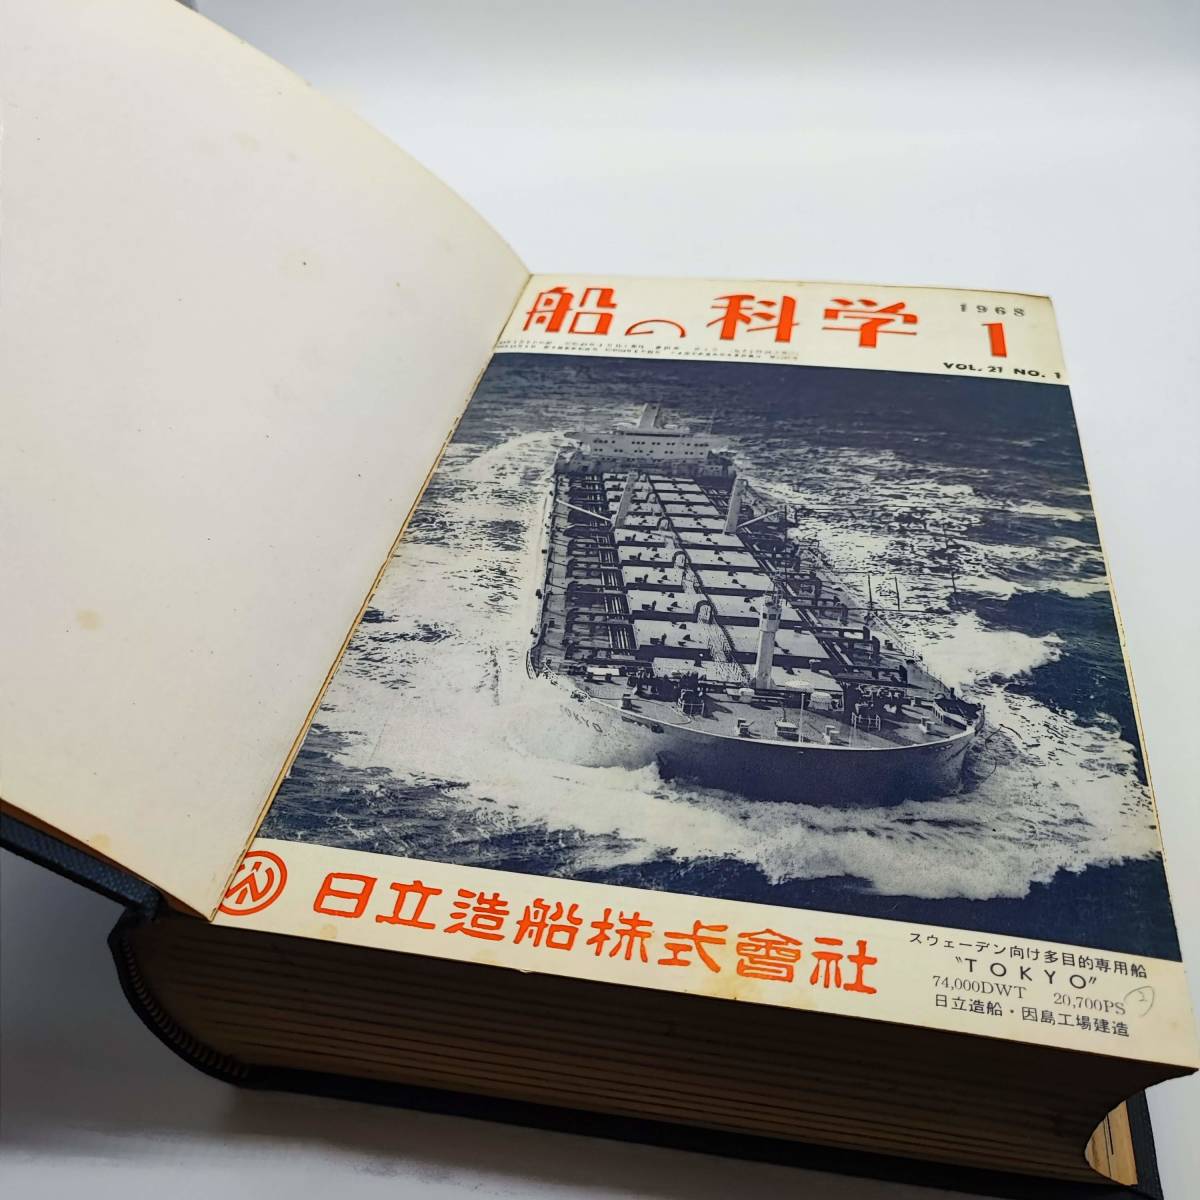 船の科学
1968
1
VOL. 21 NO. 1
TOKYO
日立造船株式會社
スウェーデン向け多目的専用船
"TOKYO"
74,000DWT 20,700PS
日立造船・因島工場建造
2